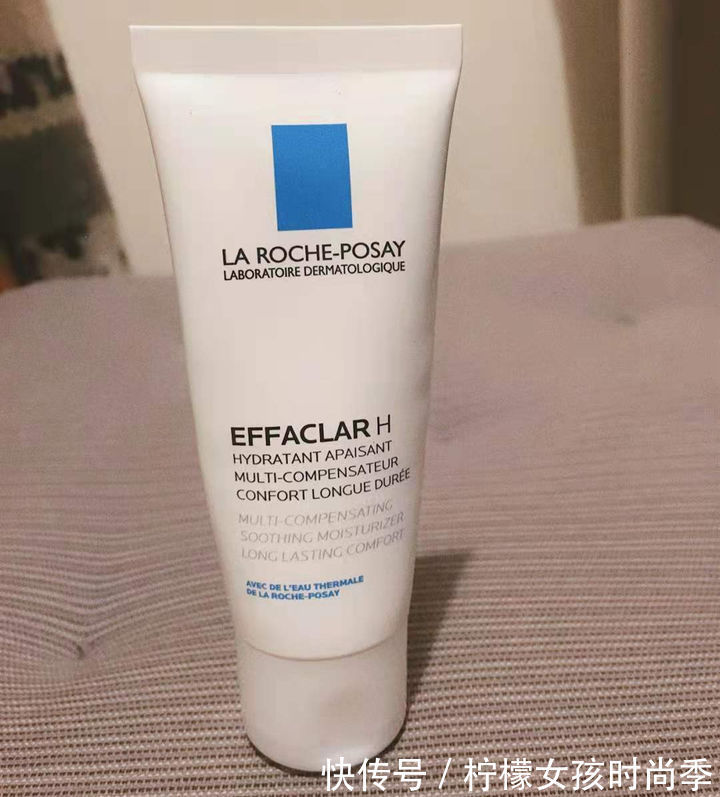 LA ROCHE-POSAY
LABORATOIRE DERMATOLOGIQUE
EFFACLAR H
HYDRATANT APAISANT
MULTI-COMPENSATEUR
CONFORT LONGUE DURÉE
MULTI-COMPENSATING
SOOTHING MOISTURIZER
LONG LASTING COMFORT
AVEC DE L'EAU THERMALE
DE LA ROCHE-POSAY
快传号 / 柠檬女孩时尚季